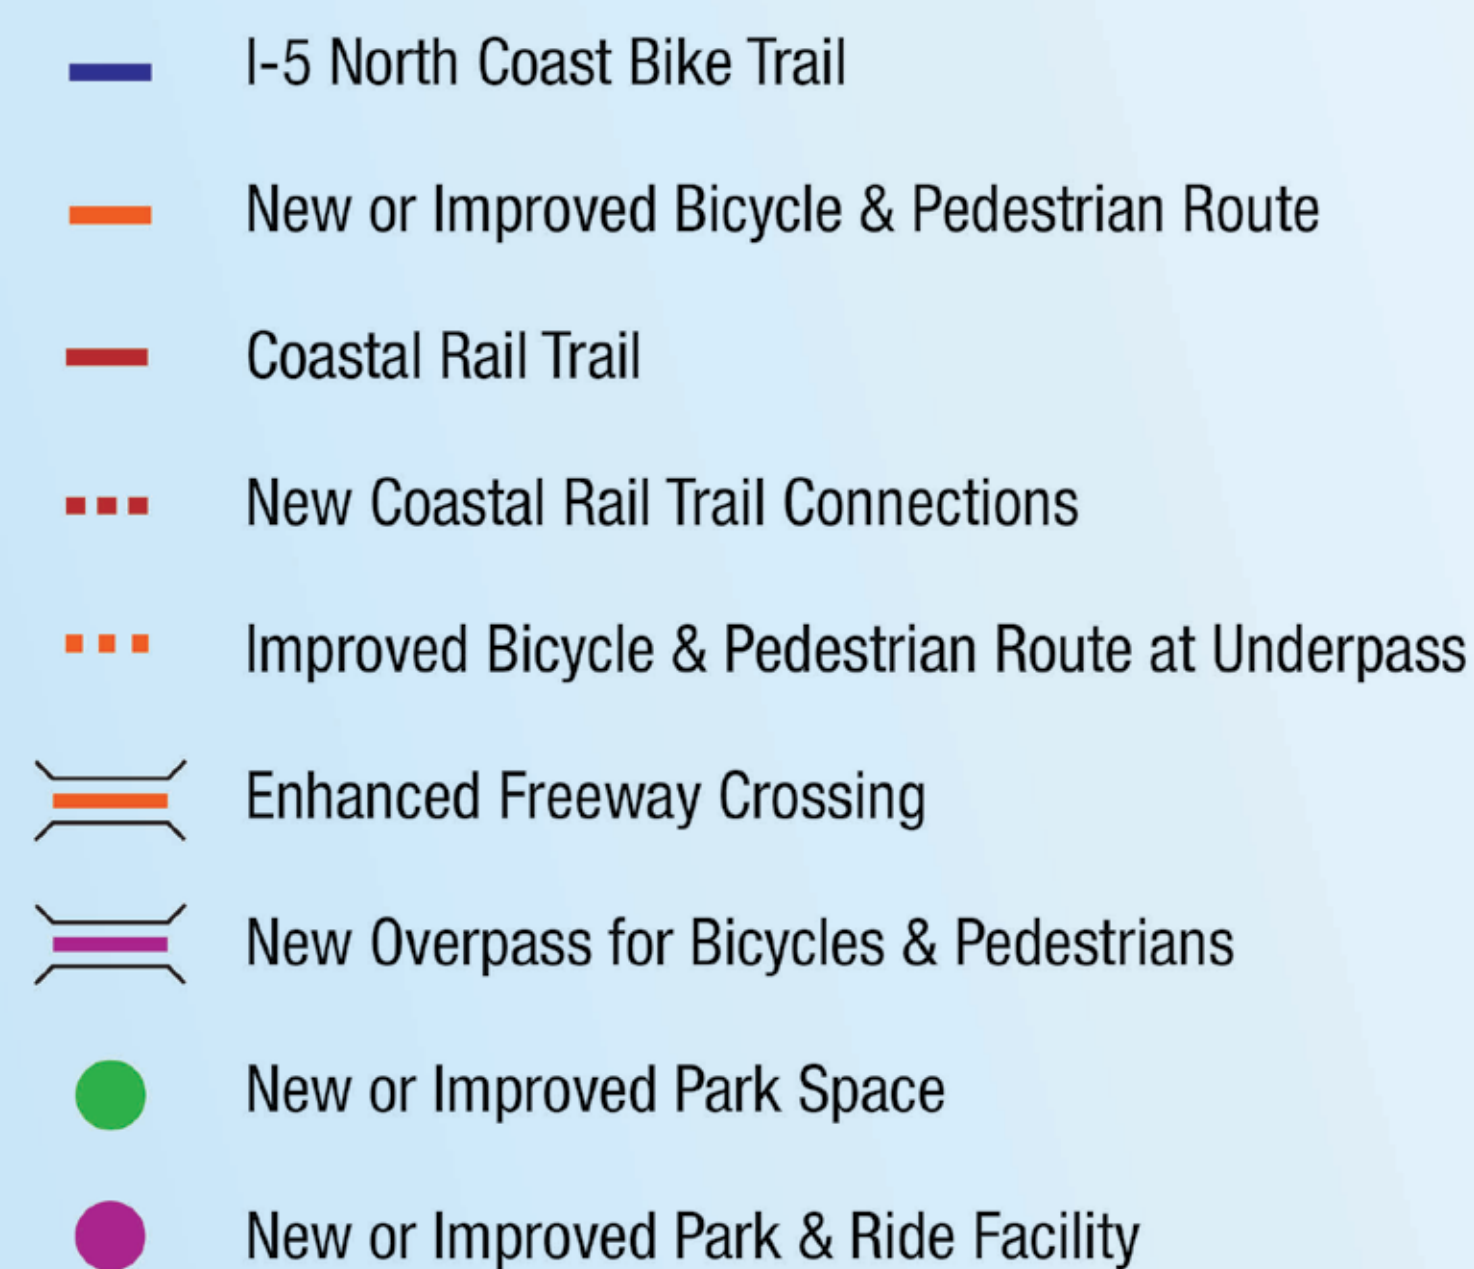 I-5 North Coast Bike Trail
New or Improved Bicycle & Pedestrian Route
Coastal Rail Trail
New Coastal Rail Trail Connections
Improved Bicycle & Pedestrian Route at Underpass
Enhanced Freeway Crossing
New Overpass for Bicycles & Pedestrians
New or Improved Park Space
New or Improved Park & Ride Facility